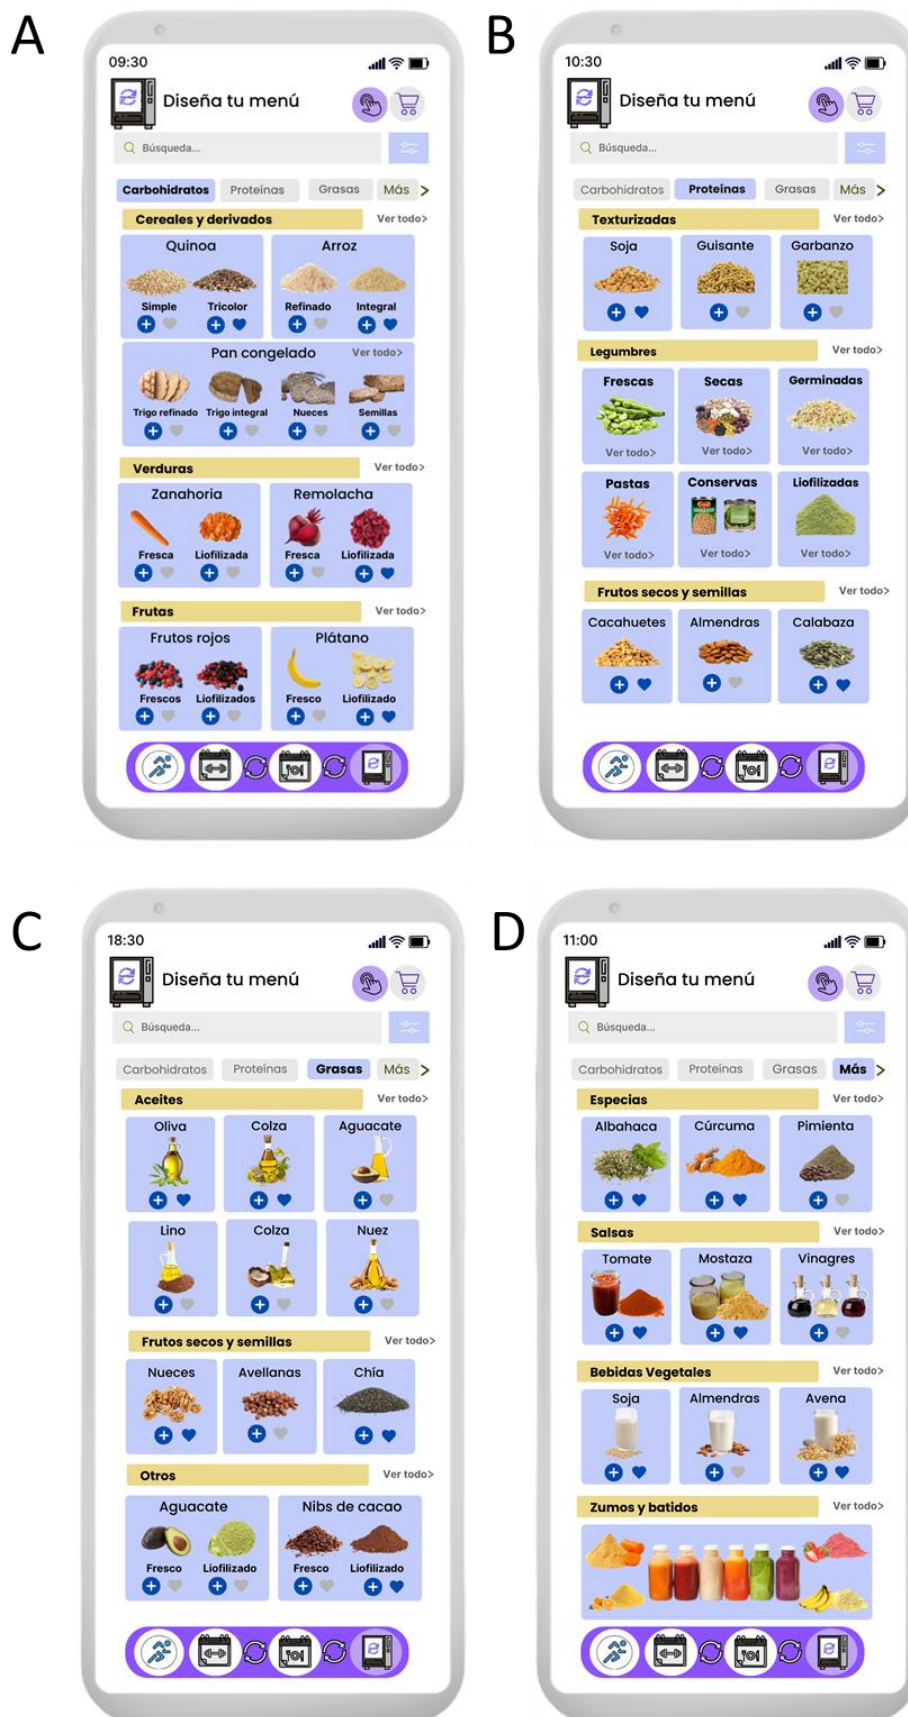 A
09:30
Diseña tu menú
Búsqueda...
Carbohidratos Proteínas Grasas Más >
Cereales y derivados Ver todo>
Quinoa Arroz
Simple Tricolor Refinado Integral
Pan congelado Ver todo>
Trigo refinado Trigo integral Nueces Semillas
Verduras Ver todo>
Zanahoria Remolacha
Fresca Liofilizada Fresca Liofilizada
Frutas Ver todo>
Frutos rojos Plátano
Frescos Liofilizados Fresco Liofilizado
B
10:30
Diseña tu menú
Búsqueda...
Carbohidratos Proteínas Grasas Más >
Texturizadas Ver todo>
Soja Guisante Garbanzo
Legumbres Ver todo>
Frescas Secas Germinadas
Ver todo> Ver todo> Ver todo>
Pastas Conservas Liofilizadas
Ver todo> Ver todo> Ver todo>
Frutos secos y semillas Ver todo>
Cacahuetes Almendras Calabaza
C
18:30
Diseña tu menú
Búsqueda...
Carbohidratos Proteínas Grasas Más >
Aceites Ver todo>
Oliva Colza Aguacate
Lino Colza Nuez
Frutos secos y semillas Ver todo>
Nueces Avellanas Chía
Otros Ver todo>
Aguacate Nibs de cacao
Fresco Liofilizado Fresco Liofilizado
D
11:00
Diseña tu menú
Búsqueda...
Carbohidratos Proteínas Grasas Más >
Especias Ver todo>
Albahaca Cúrcuma Pimienta
Salsas Ver todo>
Tomate Mostaza Vinagres
Bebidas Vegetales Ver todo>
Soja Almendras Avena
Zumos y batidos Ver todo>